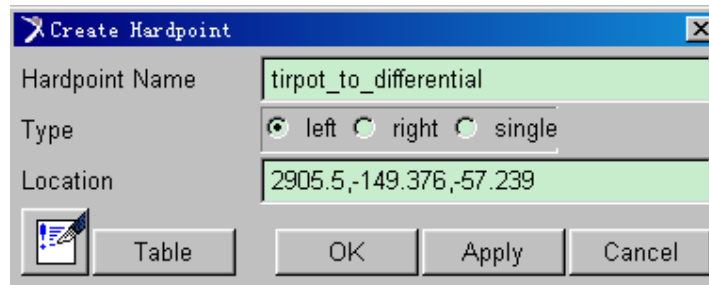 Create Hardpoint
Hardpoint Name tirpot_to_differential
Type left right single
Location 2905.5,-149.376,-57.239
Table OK Apply Cancel